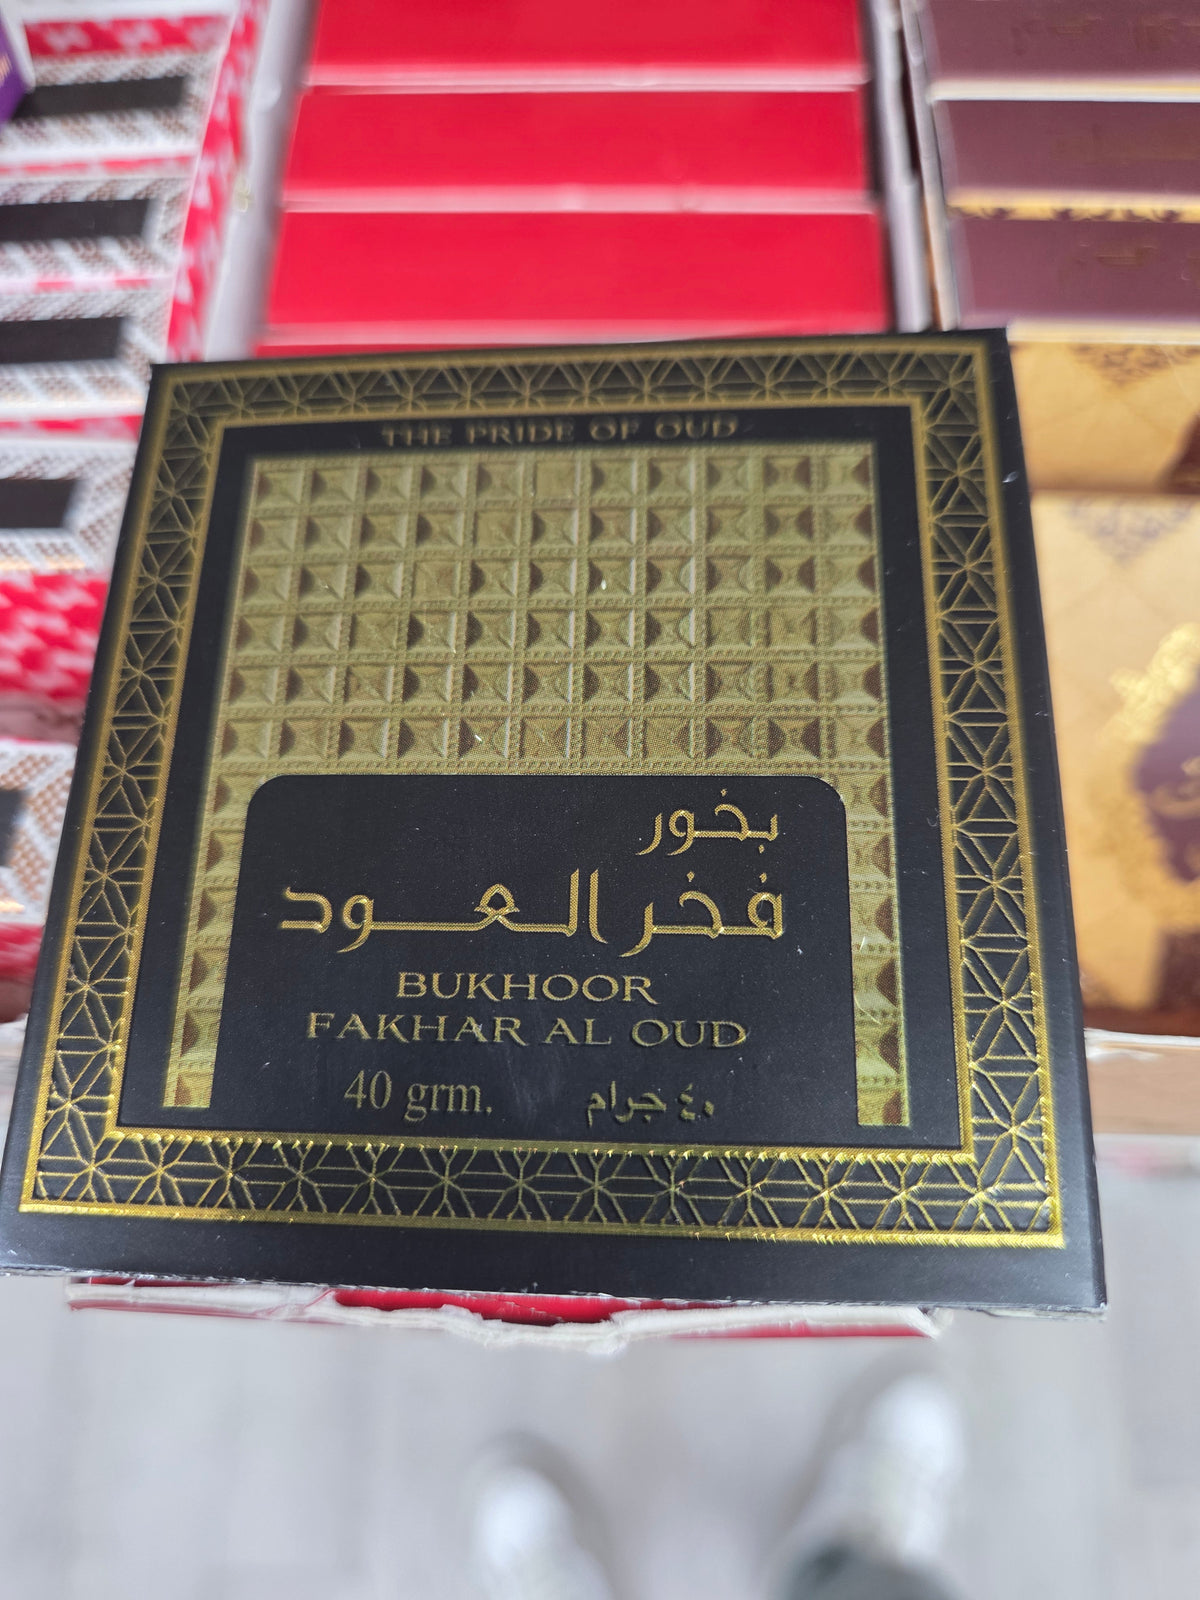 THE PRIDE OF OUD
بخور
فخر العود
BUKHOOR
FAKHAR AL OUD
40 grm. ٤٠ جرام